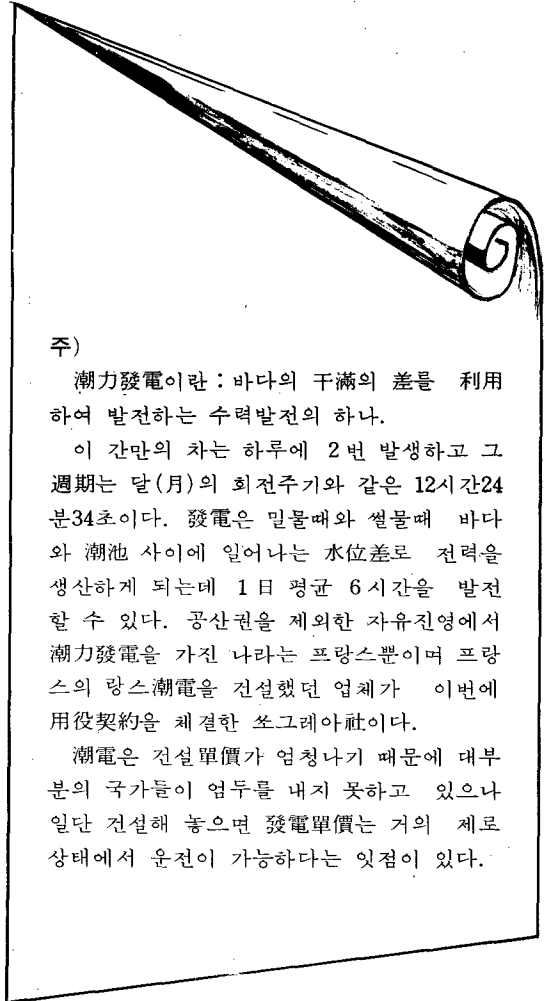 주)
潮力發電이란 : 바다의 干滿의 差를 利用
하여 발전하는 수력발전의 하나.
이 간만의 차는 하루에 2번 발생하고 그
週期는 달(月)의 회전주기와 같은 12시간24
분34초이다. 發電은 밀물때와 썰물때 바다
와 潮池 사이에 일어나는 水位差로 전력을
생산하게 되는데 1日 평균 6시간을 발전
할 수 있다. 공산권을 제외한 자유진영에서
潮力發電을 가진 나라는 프랑스뿐이며 프랑
스의 랑스潮電을 건설했던 업체가 이번에
用役契約을 체결한 쏘그레아社이다.
潮電은 건설單價가 엄청나기 때문에 대부
분의 국가들이 엄두를 내지 못하고 있으나
일단 건설해 놓으면 發電單價는 거의 제로
상태에서 운전이 가능하다는 잇점이 있다.